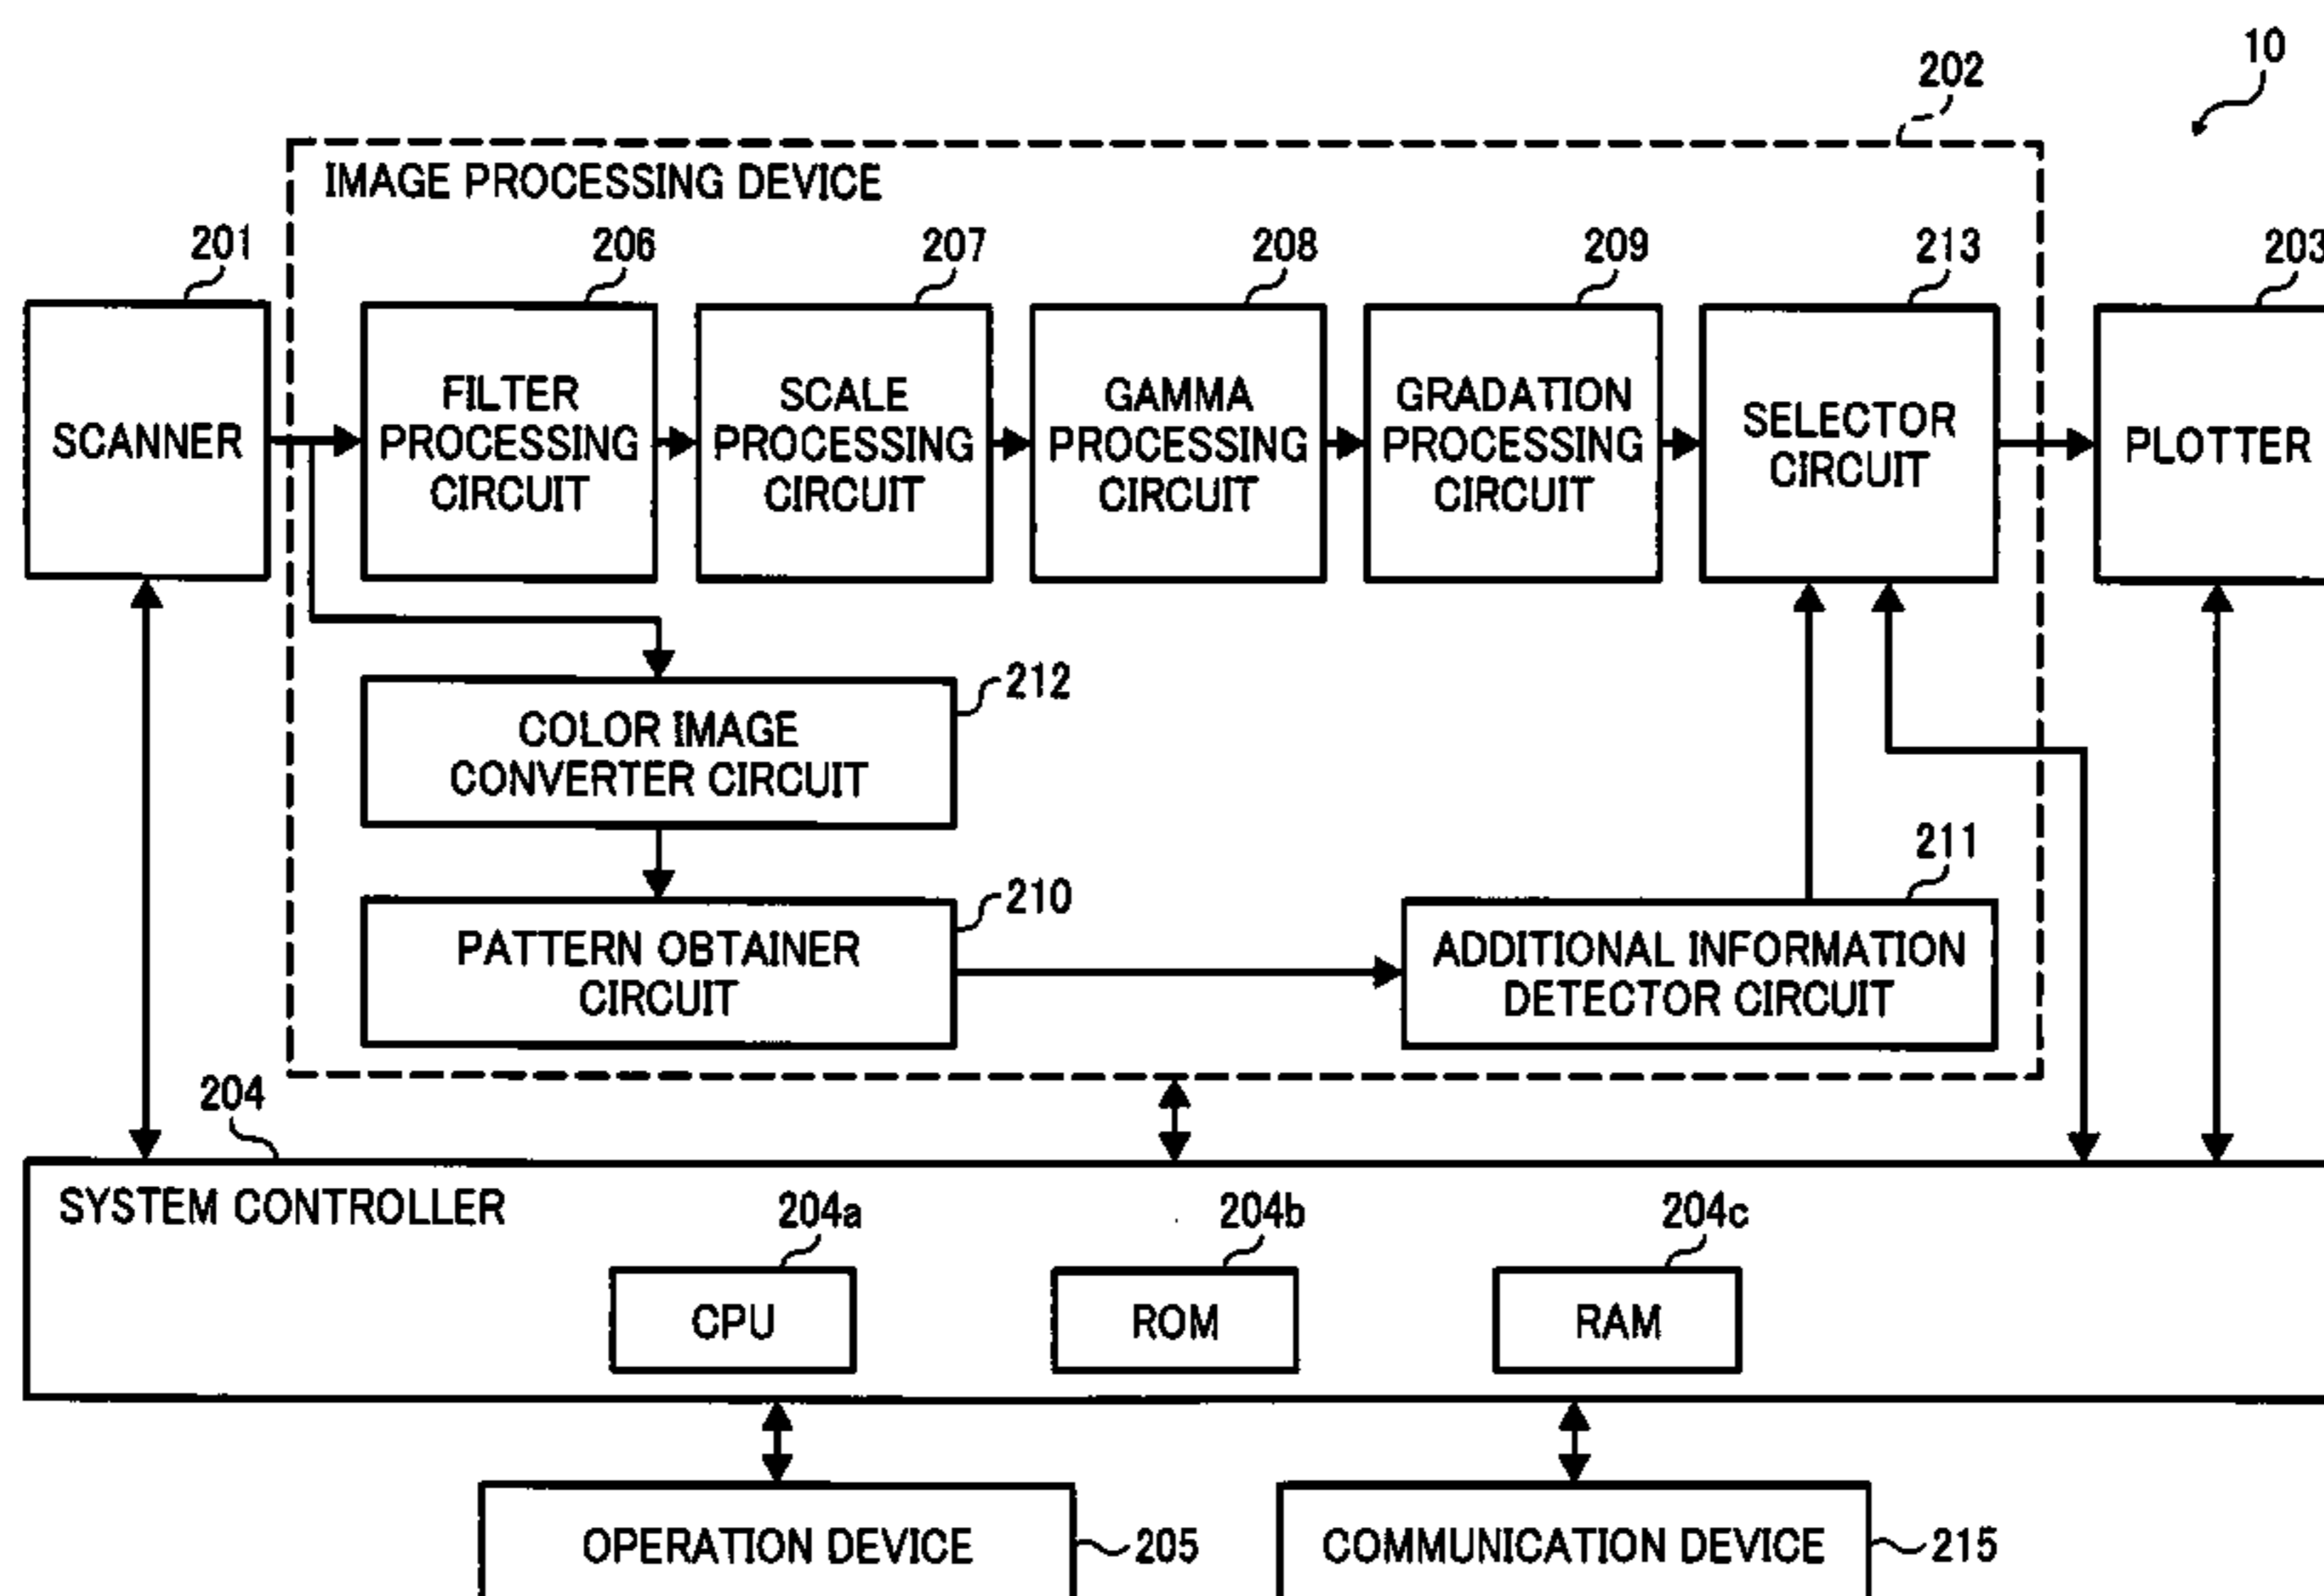 10
202
IMAGE PROCESSING DEVICE
201
206
207
208
209
213
203
SCANNER
FILTER
PROCESSING
CIRCUIT
SCALE
PROCESSING
CIRCUIT
GAMMA
PROCESSING
CIRCUIT
GRADATION
PROCESSING
CIRCUIT
SELECTOR
CIRCUIT
PLOTTER
212
COLOR IMAGE
CONVERTER CIRCUIT
210
PATTERN OBTAINER
CIRCUIT
211
ADDITIONAL INFORMATION
DETECTOR CIRCUIT
204
SYSTEM CONTROLLER
204a
CPU
204b
ROM
204c
RAM
OPERATION DEVICE
205
COMMUNICATION DEVICE
215